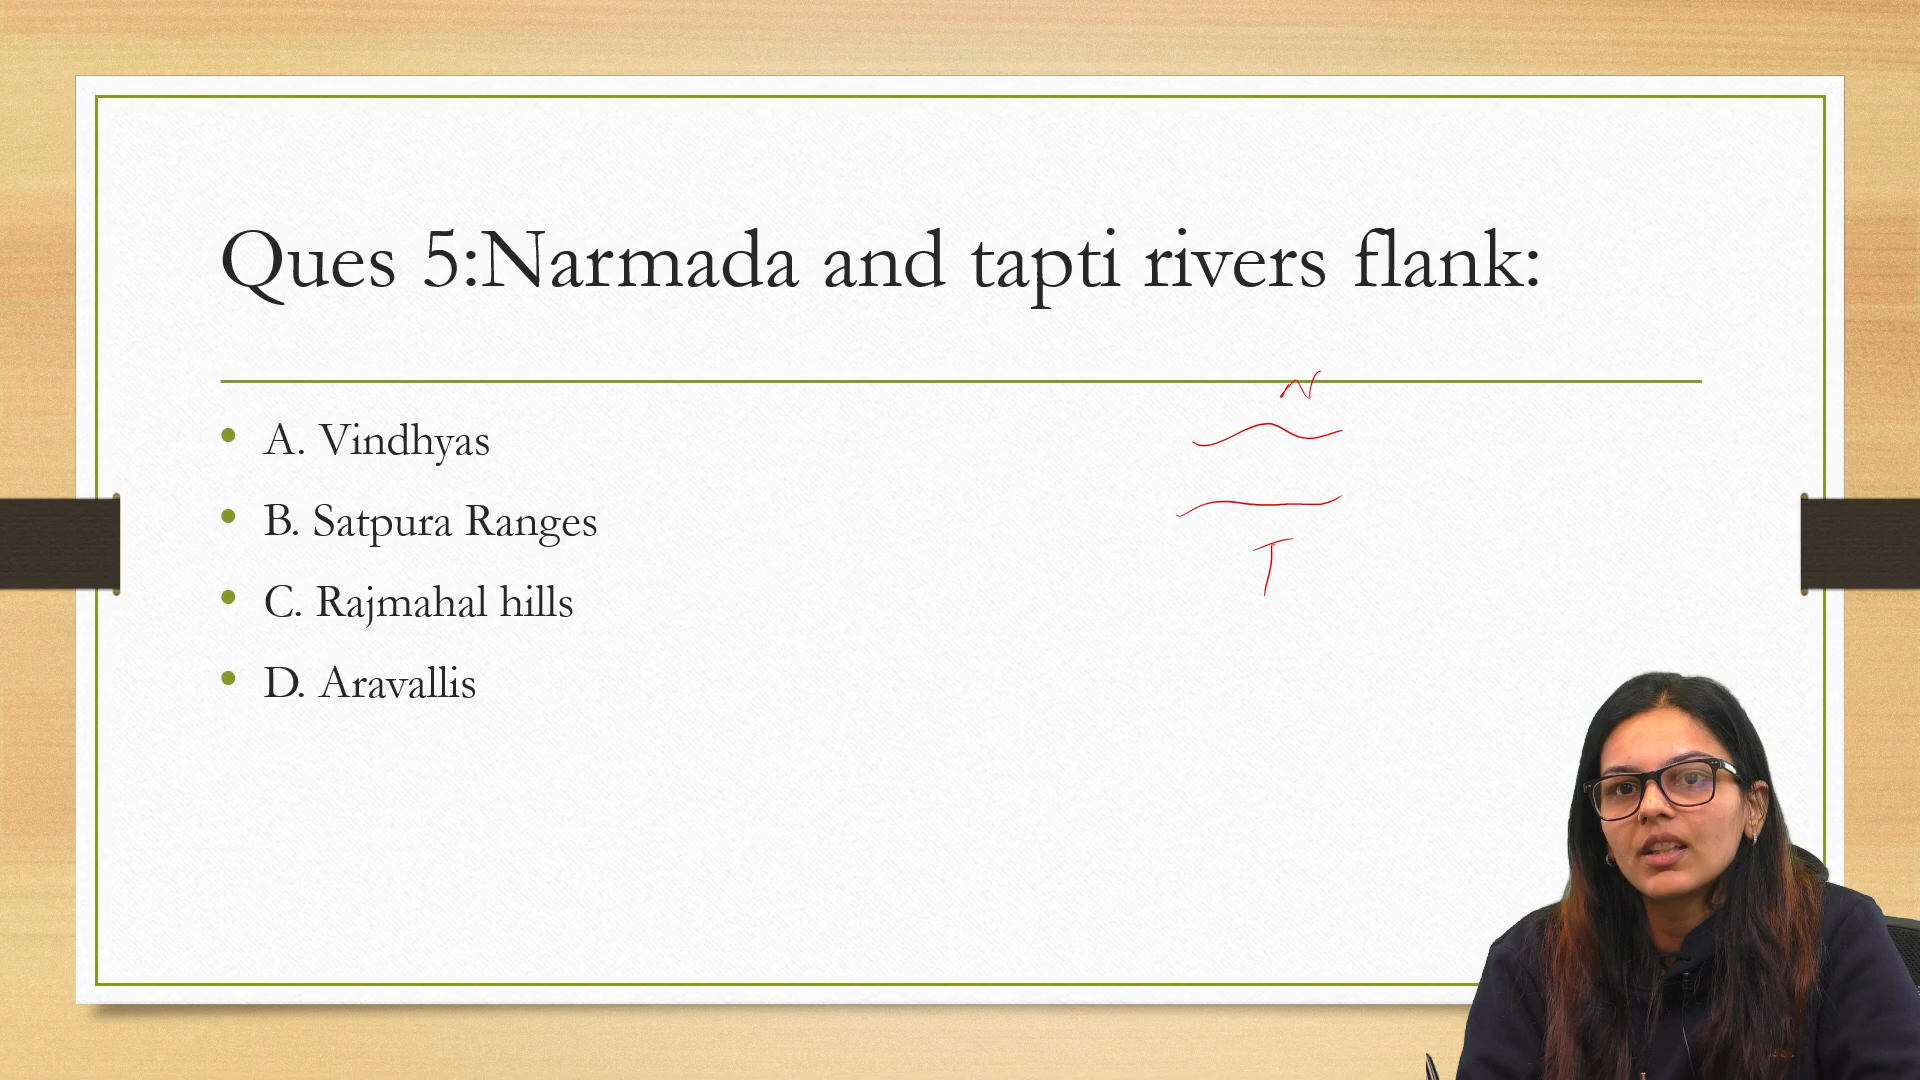 Ques 5:Narmada and tapti rivers flank:
N
A. Vindhyas
B. Satpura Ranges
T
C. Rajmahal hills
D. Aravallis